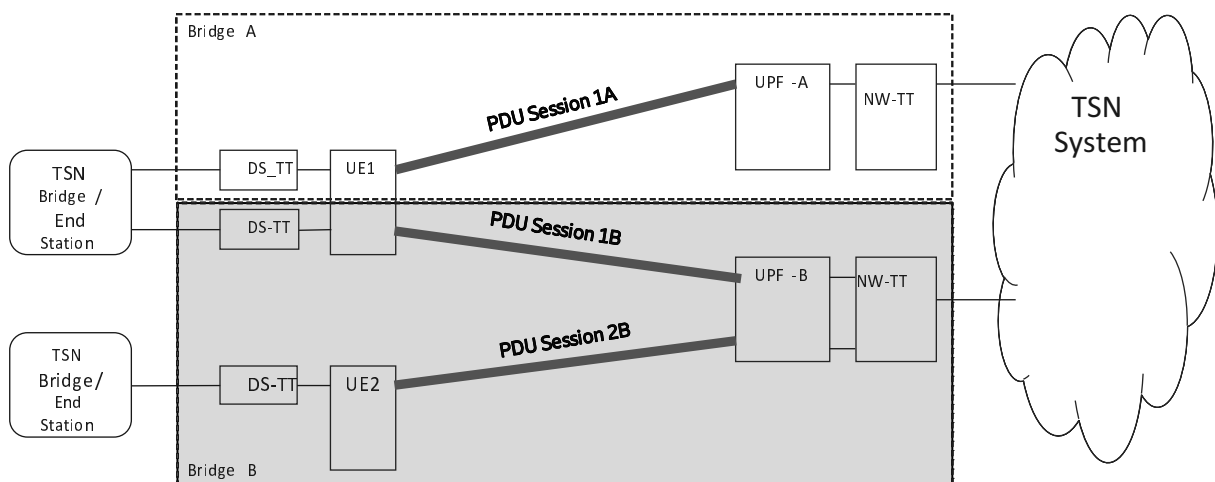 Bridge A
PDU Session 1A
UPF -A
NW-TT
TSN
System
TSN
Bridge /
End
Station
DS_TT
UE1
DS-TT
PDU Session 1B
UPF -B
NW-TT
PDU Session 2B
TSN
Bridge/
End
Station
DS-TT
UE2
Bridge B